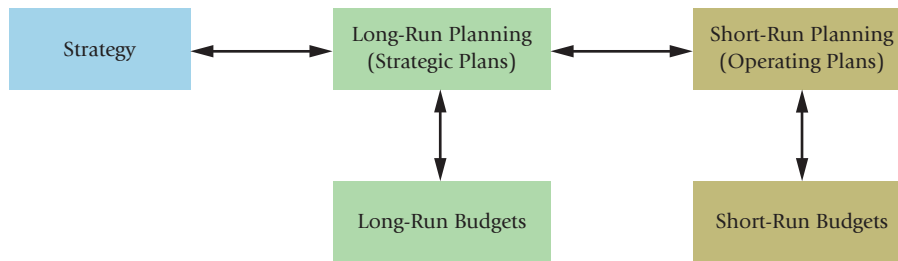 Strategy
Long-Run Planning
(Strategic Plans)
Short-Run Planning
(Operating Plans)
Long-Run Budgets
Short-Run Budgets